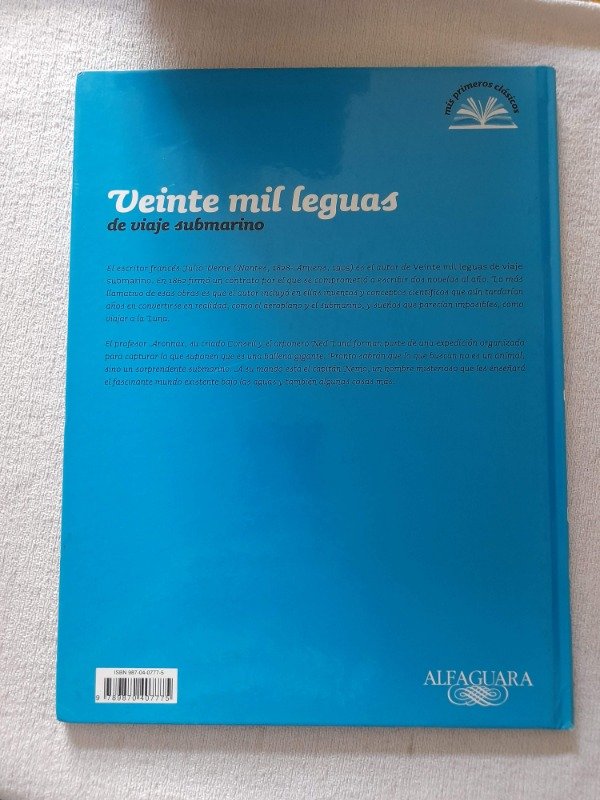 mis primeros clásicos
Veinte mil leguas
de viaje submarino
El escritor francés Julio Verne (Nantes, 1828- Amiens, 1905) es el autor de Veinte mil leguas de viaje
submarino. En 1862 firmó un contrato por el que se comprometía a escribir dos novelas al año. Lo más
llamativo de esas obras es que el autor incluyó en ellas inventos y conceptos científicos que aún tardarían
años en convertirse en realidad, como el aeroplano y el submarino, y sueños que parecían imposibles, como
viajar a la Luna.
El profesor Aronnax, su criado Conseil y el arponero Ned Land forman parte de una expedición organizada
para capturar lo que suponen que es una ballena gigante. Pronto sabrán que lo que buscan no es un animal,
sino un sorprendente submarino. A su mando está el capitán Nemo, un hombre misterioso que les enseñará
el fascinante mundo existente bajo las aguas y también algunas cosas más.
ISBN 987-04-0777-5
9 789870 407775
ALFAGUARA